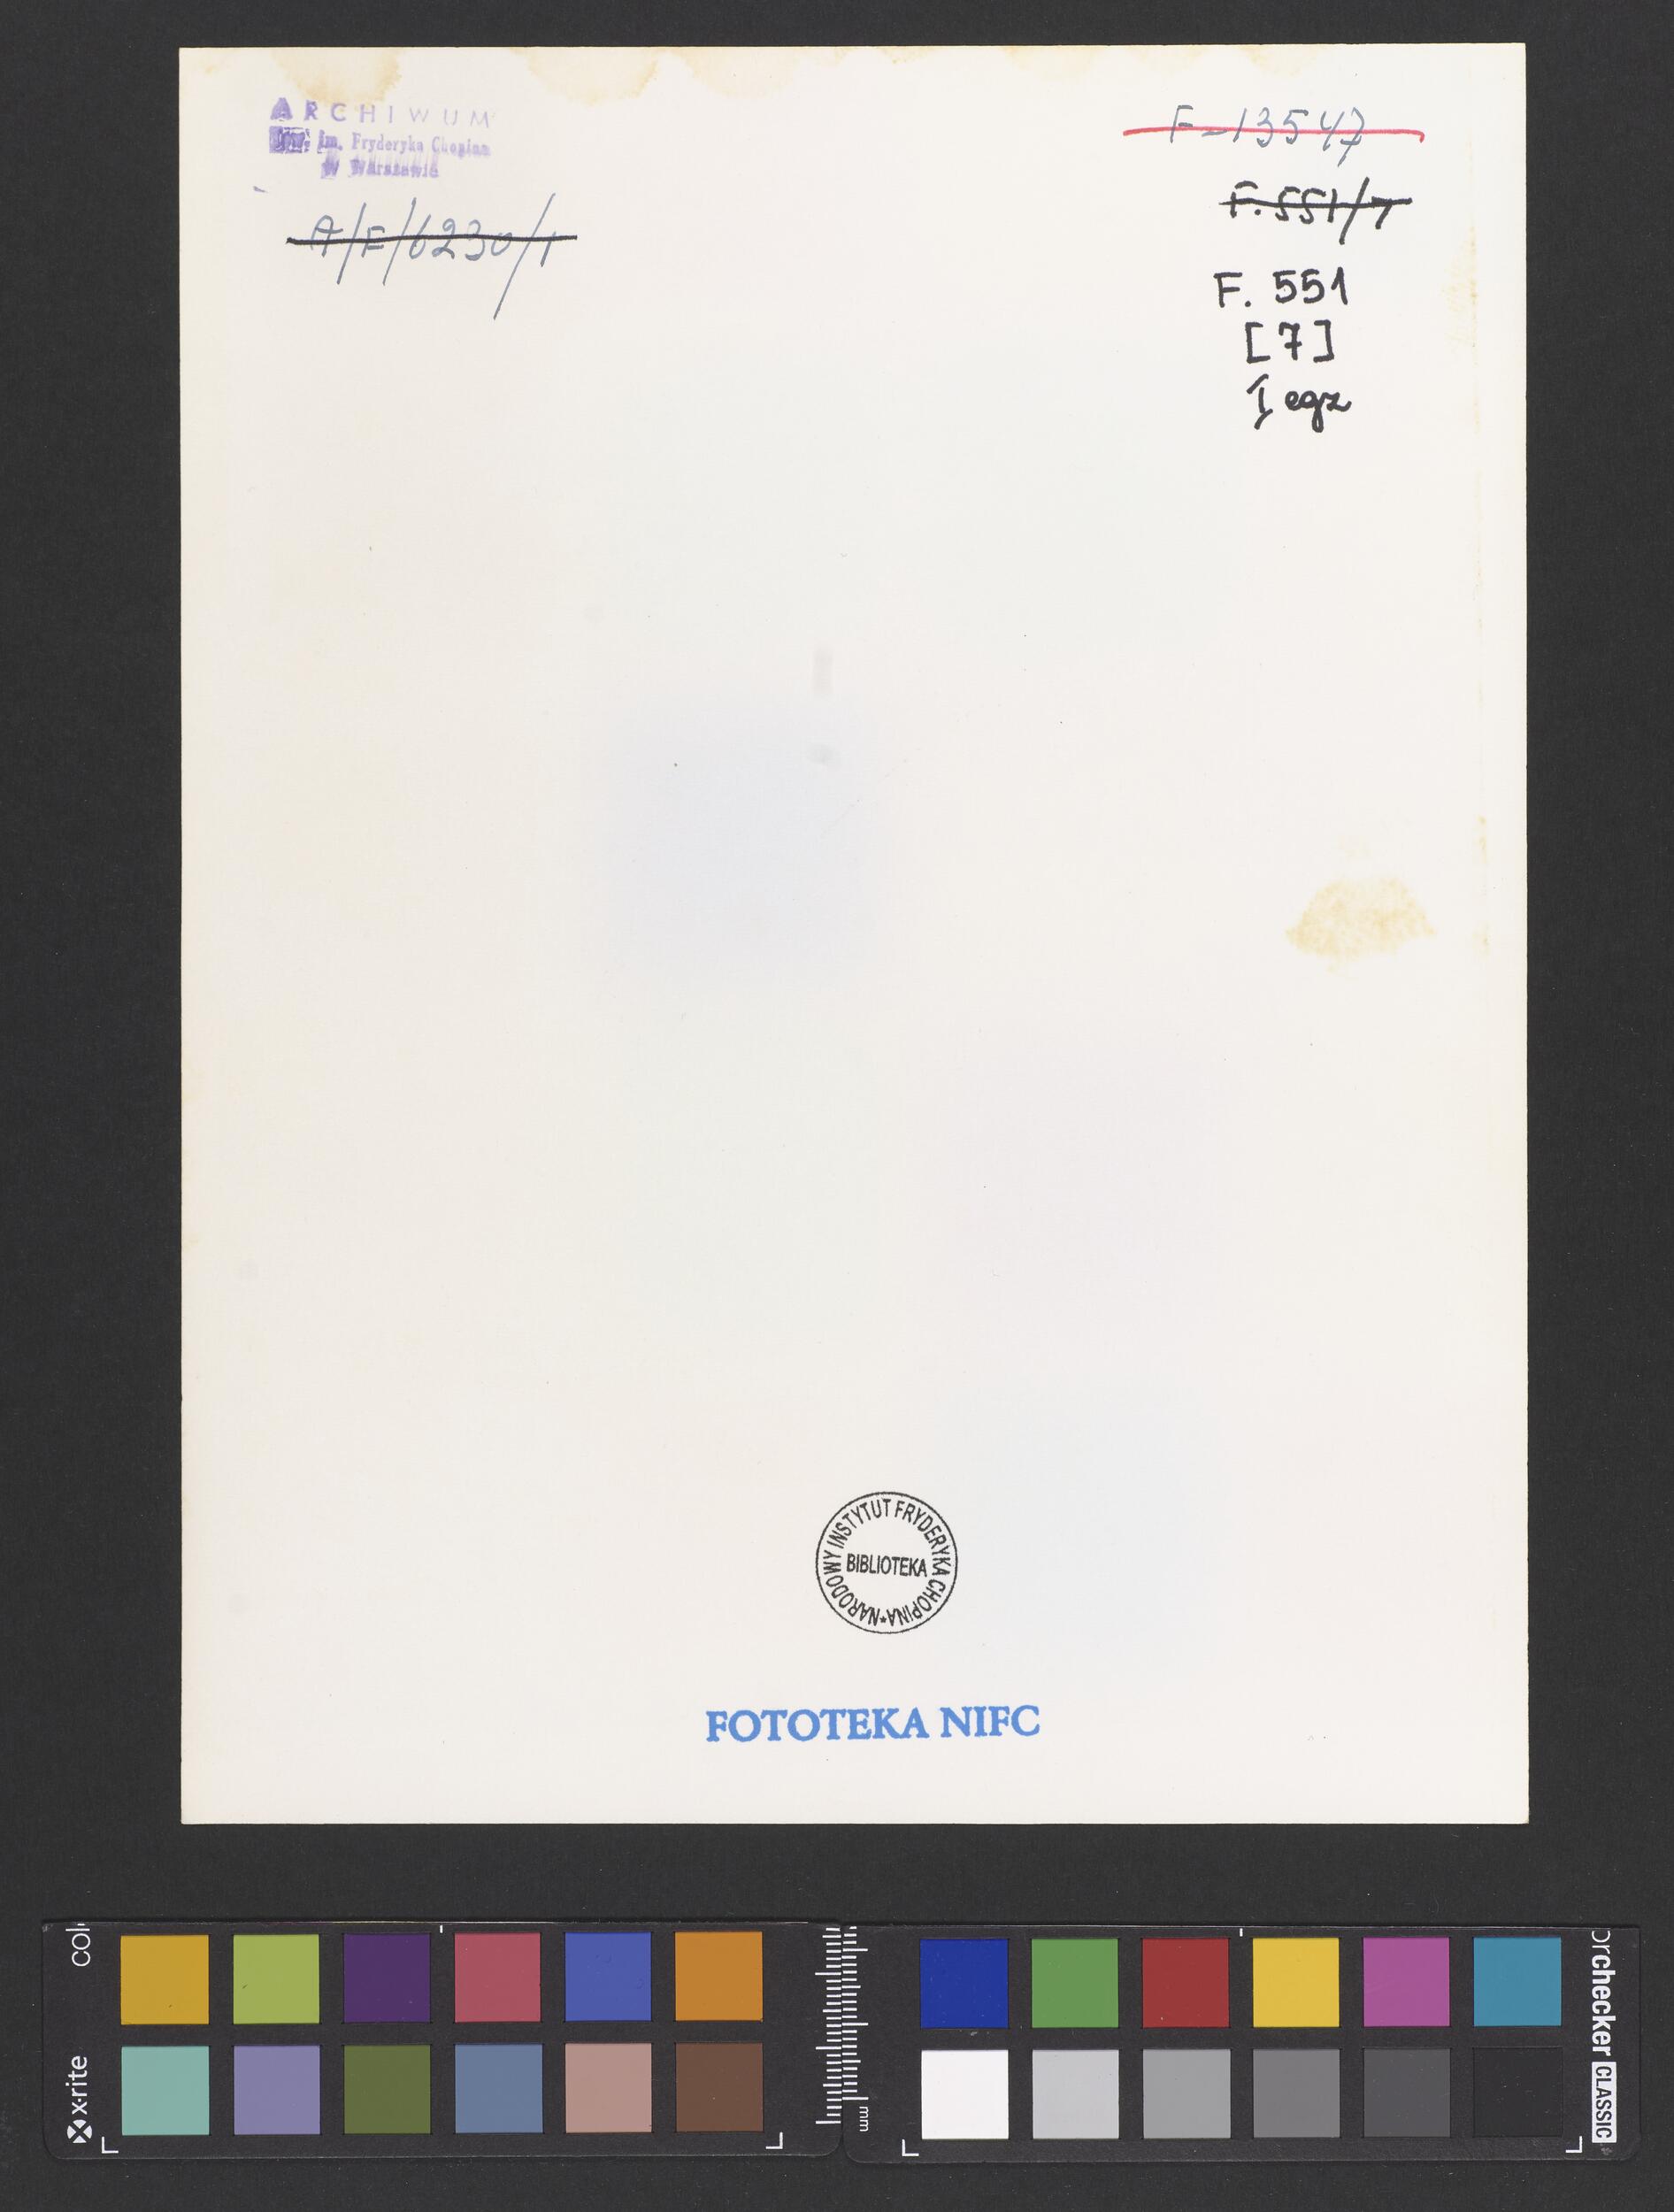 ARCHIWUM
im. Fryderyka Chopina
w Warszawie
A/F/6230/1
F-13547
F. 551/7
F. 551
[7]
I egz
NARODOWY INSTYTUT FRYDERYKA CHOPINA
BIBLIOTEKA
FOTOTEKA NIFC
x-rite
mm
checker CLASSIC